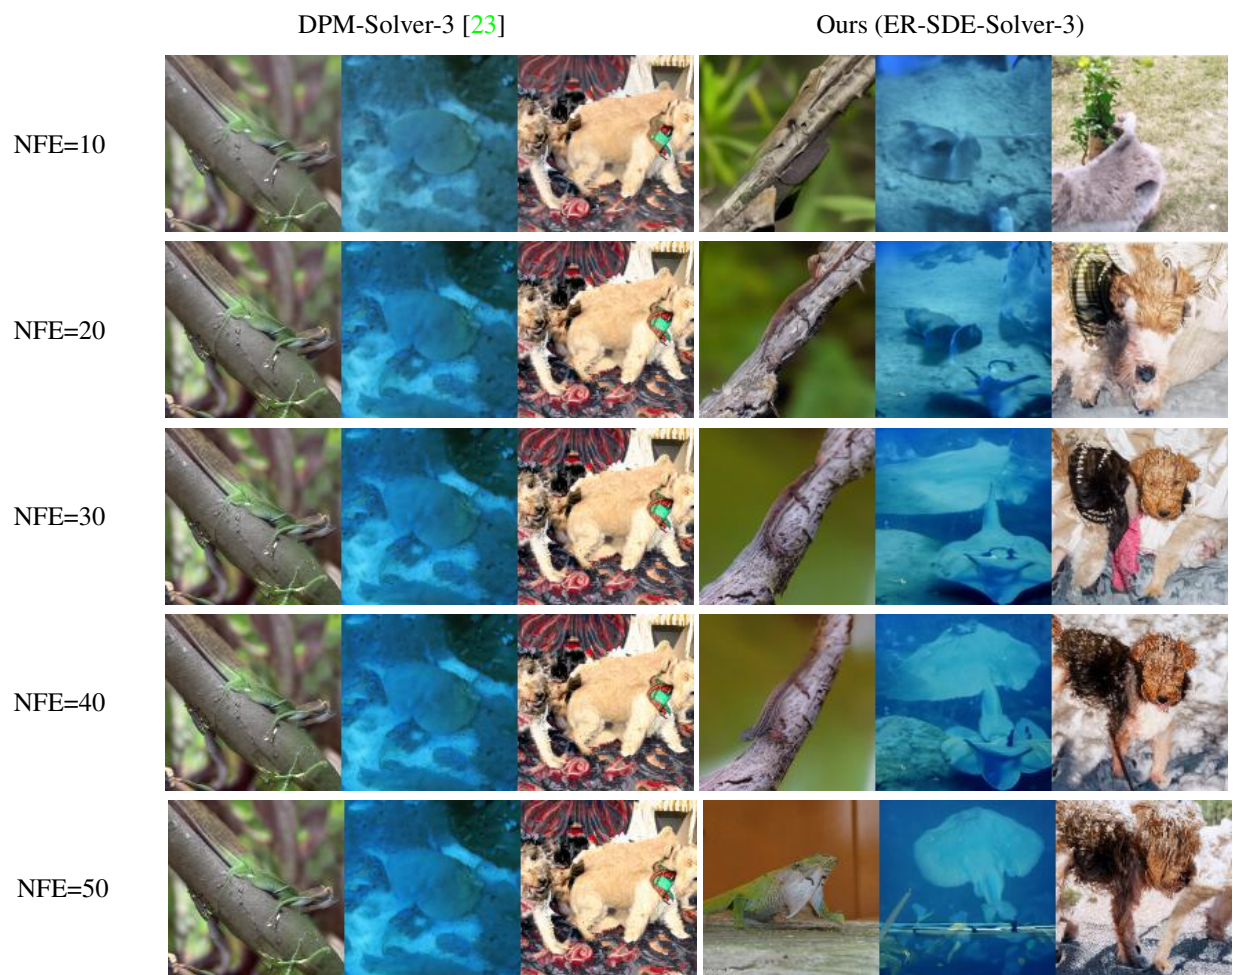 DPM-Solver-3 [23]
Ours (ER-SDE-Solver-3)
NFE=10
NFE=20
NFE=30
NFE=40
NFE=50